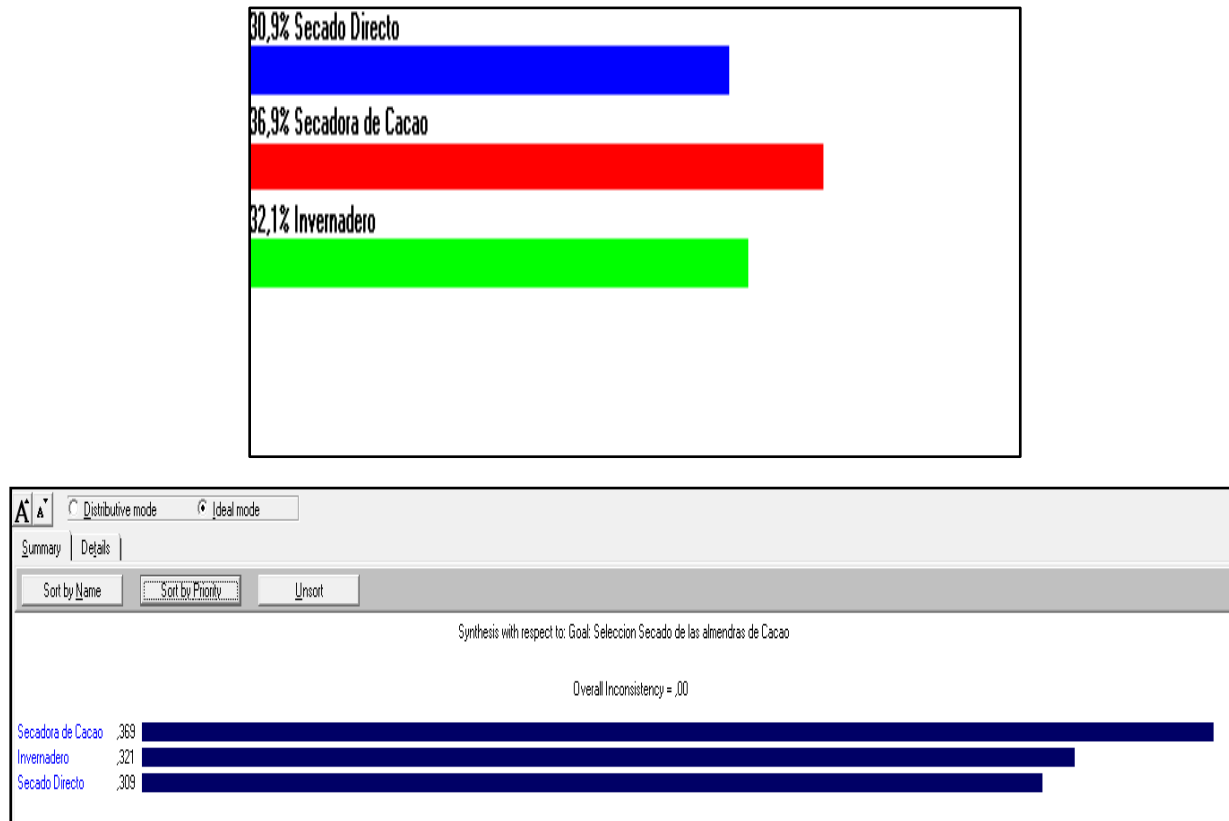 30,9% Secado Directo
36,9% Secadora de Cacao
32,1% Invernadero
A A Distributive mode Ideal mode
Summary Details
Sort by Name Sort by Priority Unsort
Synthesis with respect to: Goal: Seleccion Secado de las almendras de Cacao
Overall Inconsistency = ,00
Secadora de Cacao ,369
Invernadero ,321
Secado Directo ,309